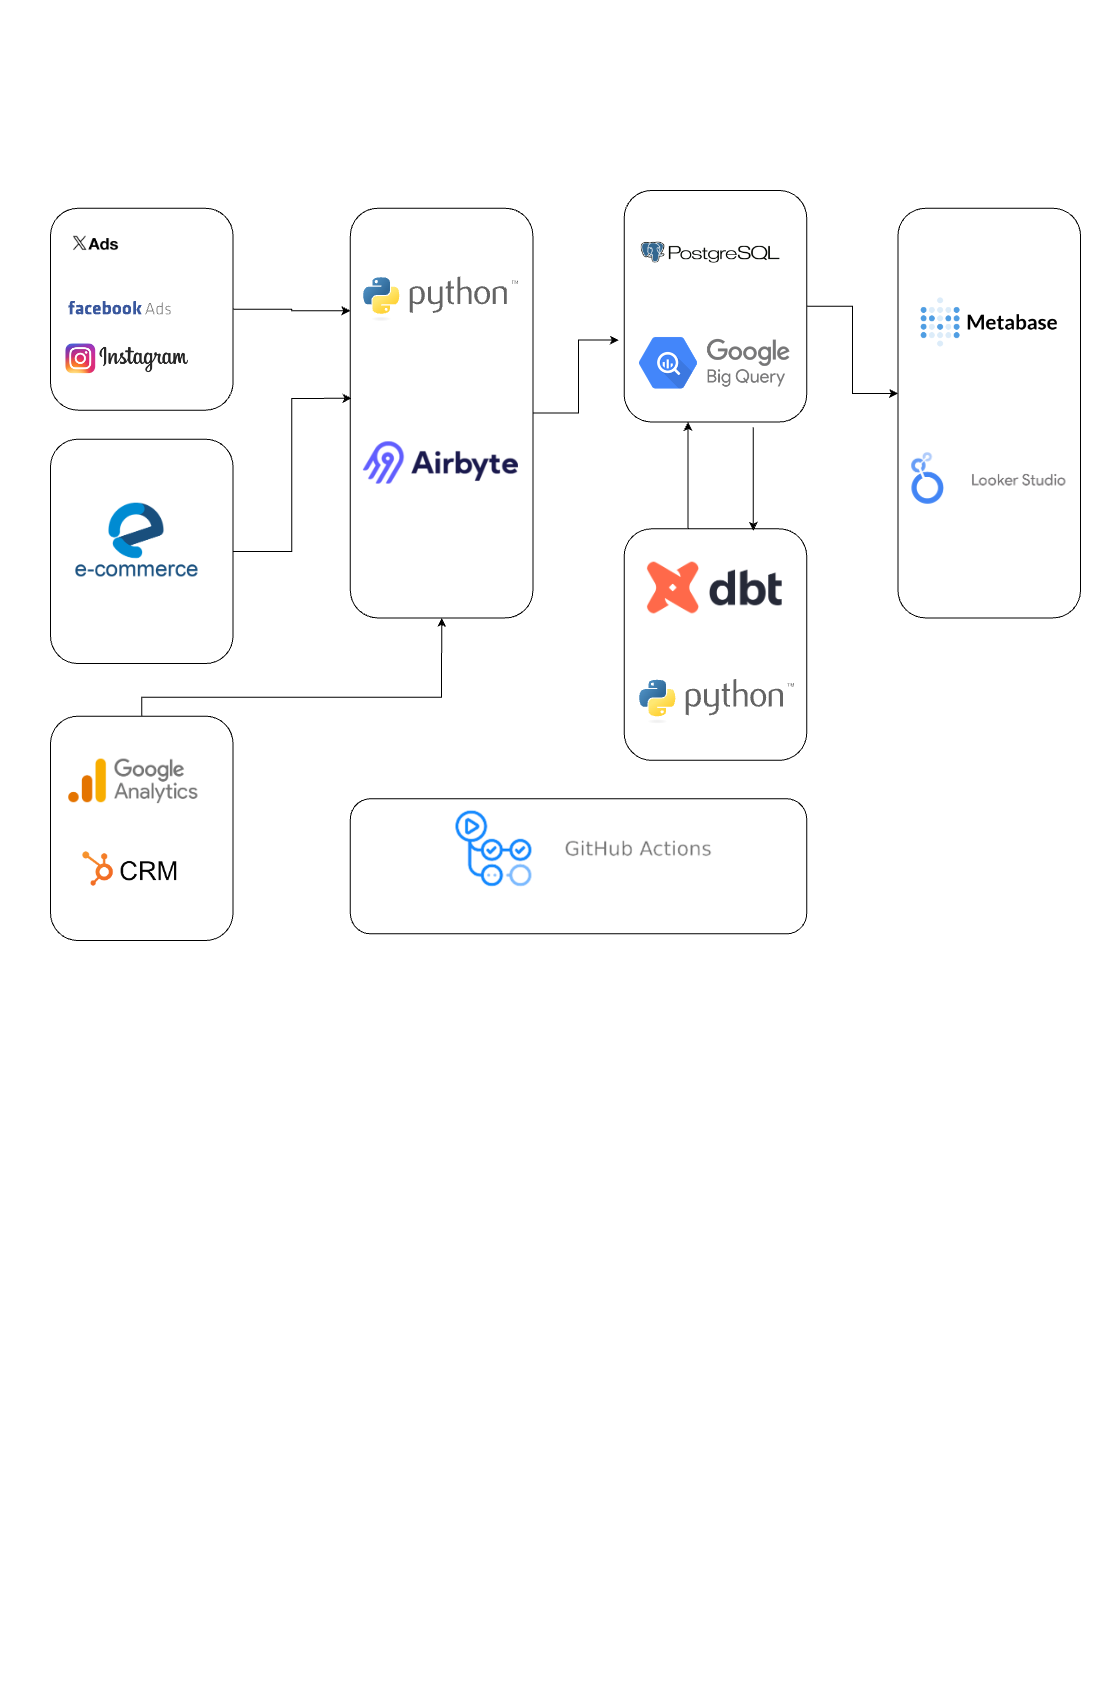 𝕏 Ads
facebook Ads
Instagram
e-commerce
Google
Analytics
CRM
python™
Airbyte
PostgreSQL
Google
Big Query
dbt
python™
GitHub Actions
Metabase
Looker Studio